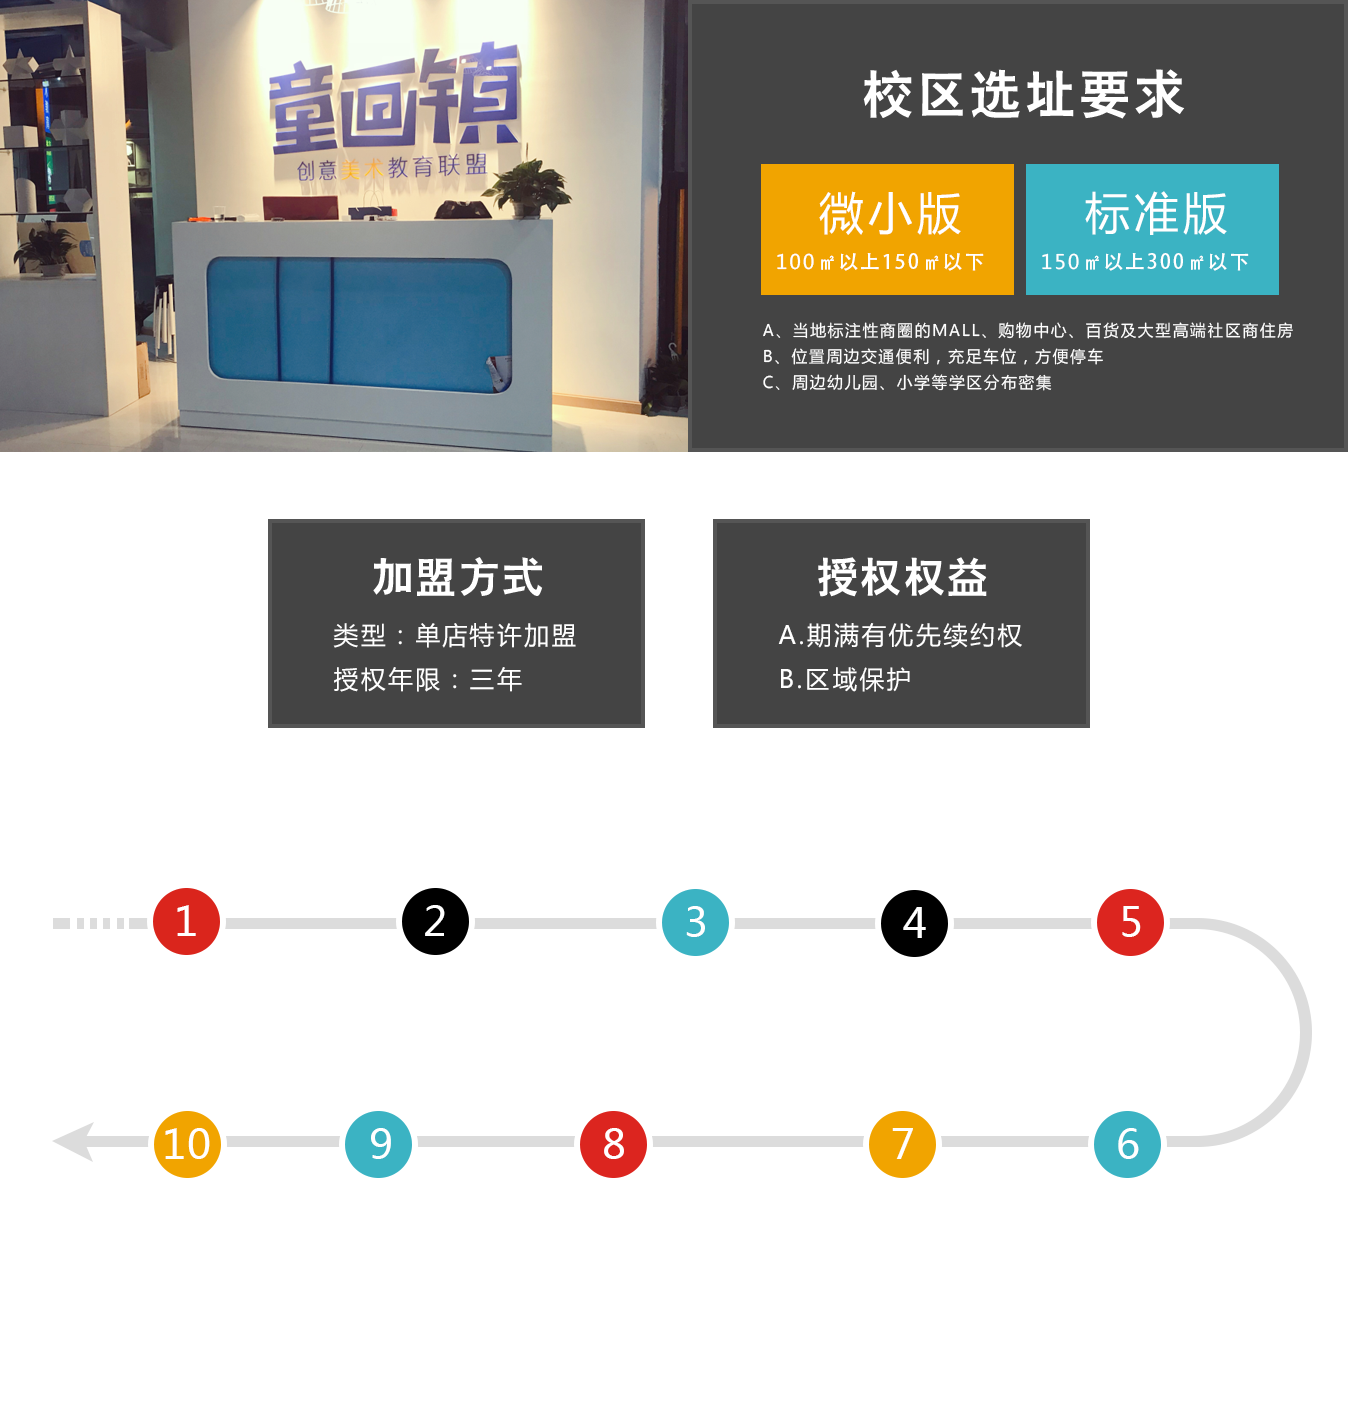 童画镇
创意美术教育联盟
校区选址要求
微小版
100㎡以上150㎡以下
标准版
150㎡以上300㎡以下
A、当地标注性商圈的MALL、购物中心、百货及大型高端社区商住房
B、位置周边交通便利，充足车位，方便停车
C、周边幼儿园、小学等学区分布密集
加盟方式
类型：单店特许加盟
授权年限：三年
授权权益
A.期满有优先续约权
B.区域保护
1
2
3
4
5
10
9
8
7
6